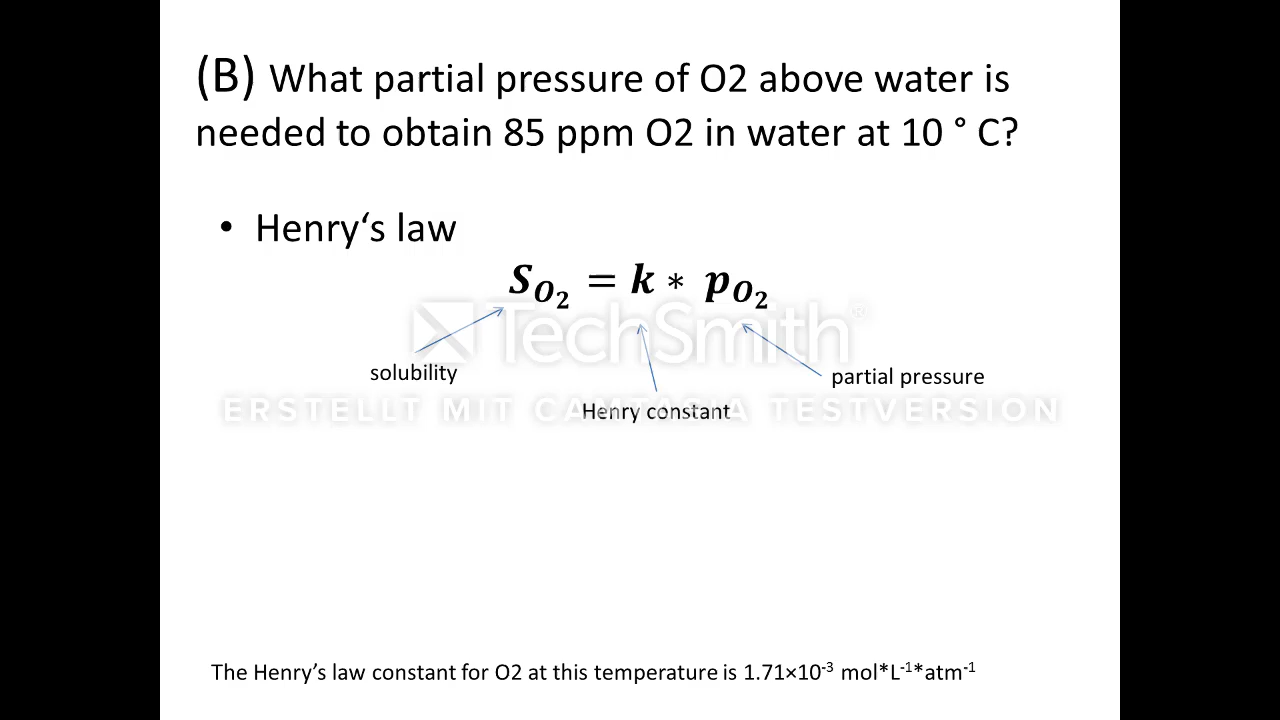 (B) What partial pressure of O2 above water is
needed to obtain 85 ppm O2 in water at 10 ° C?
• Henry‘s law
S_{O_2} = k * p_{O_2}
TechSmith®
solubility
partial pressure
ERSTELLT MIT CAMTASIA TESTVERSION
Henry constant
The Henry’s law constant for O2 at this temperature is 1.71×10⁻³ mol*L⁻¹*atm⁻¹